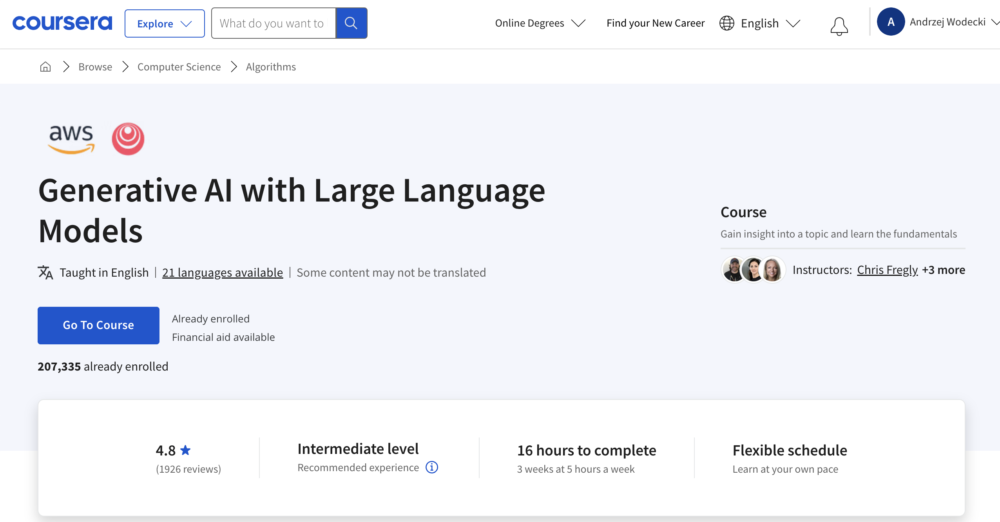 coursera
Explore
What do you want to
Online Degrees
Find your New Career
English
A
Andrzej Wodecki
Browse
Computer Science
Algorithms
aws
Generative AI with Large Language
Models
Taught in English | 21 languages available | Some content may not be translated
Go To Course
Already enrolled
Financial aid available
207,335 already enrolled
Course
Gain insight into a topic and learn the fundamentals
Instructors: Chris Fregly +3 more
4.8
(1926 reviews)
Intermediate level
Recommended experience
16 hours to complete
3 weeks at 5 hours a week
Flexible schedule
Learn at your own pace